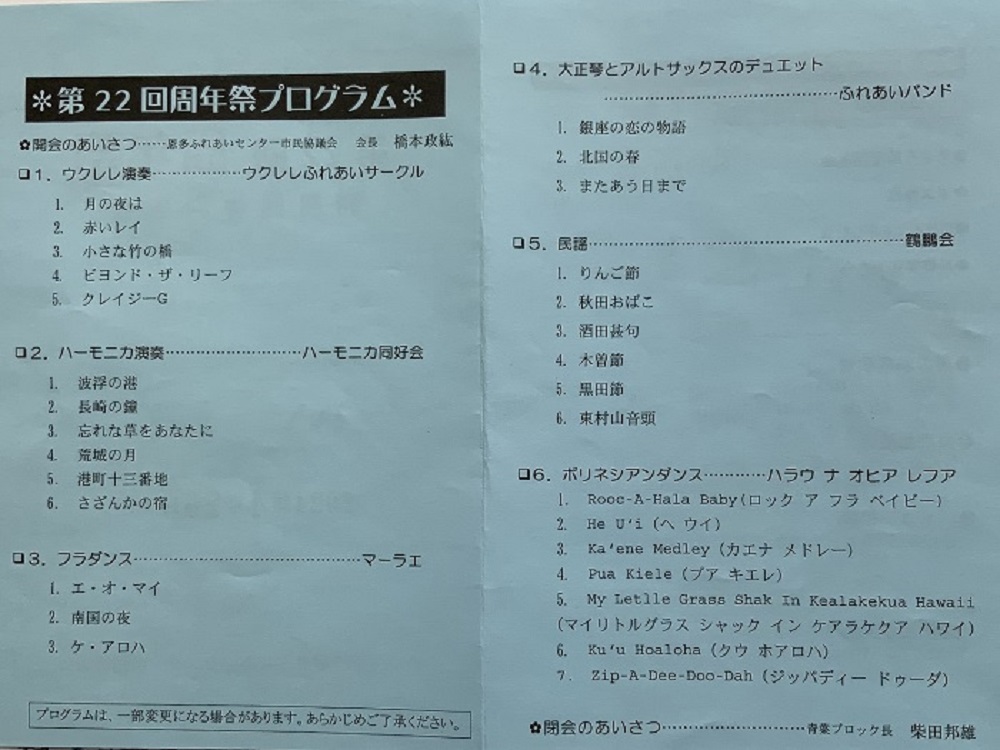 ＊第22回周年祭プログラム＊
✿開会のあいさつ……恩多ふれあいセンター市民協議会　会長　橋本政紘
❏1．ウクレレ演奏………………ウクレレふれあいサークル
1.　月の夜は
2.　赤いレイ
3.　小さな竹の橋
4.　ビヨンド・ザ・リーフ
5.　クレイジーG
❏2．ハーモニカ演奏………………………ハーモニカ同好会
1.　波浮の港
2.　長崎の鐘
3.　忘れな草をあなたに
4.　荒城の月
5.　港町十三番地
6.　さざんかの宿
❏3．フラダンス…………………………………………マーラエ
1. エ・オ・マイ
2. 南国の夜
3. ケ・アロハ
プログラムは、一部変更になる場合があります。あらかじめご了承ください。
❏4．大正琴とアルトサックスのデュエット
…………………………………………ふれあいバンド
1. 銀座の恋の物語
2. 北国の春
3. またあう日まで
❏5．民謡…………………………………………………鶴鵬会
1. りんご節
2. 秋田おばこ
3. 酒田甚句
4. 木曽節
5. 黒田節
6. 東村山音頭
❏6．ポリネシアンダンス…………ハラウ ナ オヒア レフア
1. Rooc-A-Hala Baby(ロック ア フラ ベイビー)
2. He U'i (ヘ ウイ)
3. Ka'ene Medley (カエナ メドレー)
4. Pua Kiele (プア キエレ)
5. My Letlle Grass Shak In Kealakekua Hawaii
(マイリトルグラス シャック イン ケアラケクア ハワイ)
6. Ku'u Hoaloha (クウ ホアロハ)
7. Zip-A-Dee-Doo-Dah (ジッパディー ドゥーダ)
✿閉会のあいさつ………………………青葉ブロック長　柴田邦雄